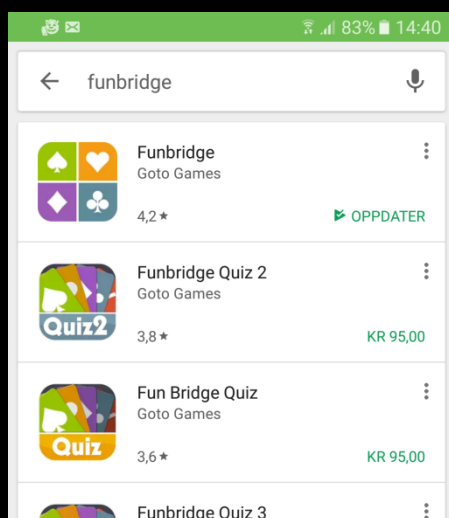 83% 14:40
funbridge
Funbridge
Goto Games
4,2 ★
OPPDATER
Funbridge Quiz 2
Goto Games
Quiz2
3,8 ★
KR 95,00
Fun Bridge Quiz
Goto Games
Quiz
3,6 ★
KR 95,00
Funbridge Quiz 3